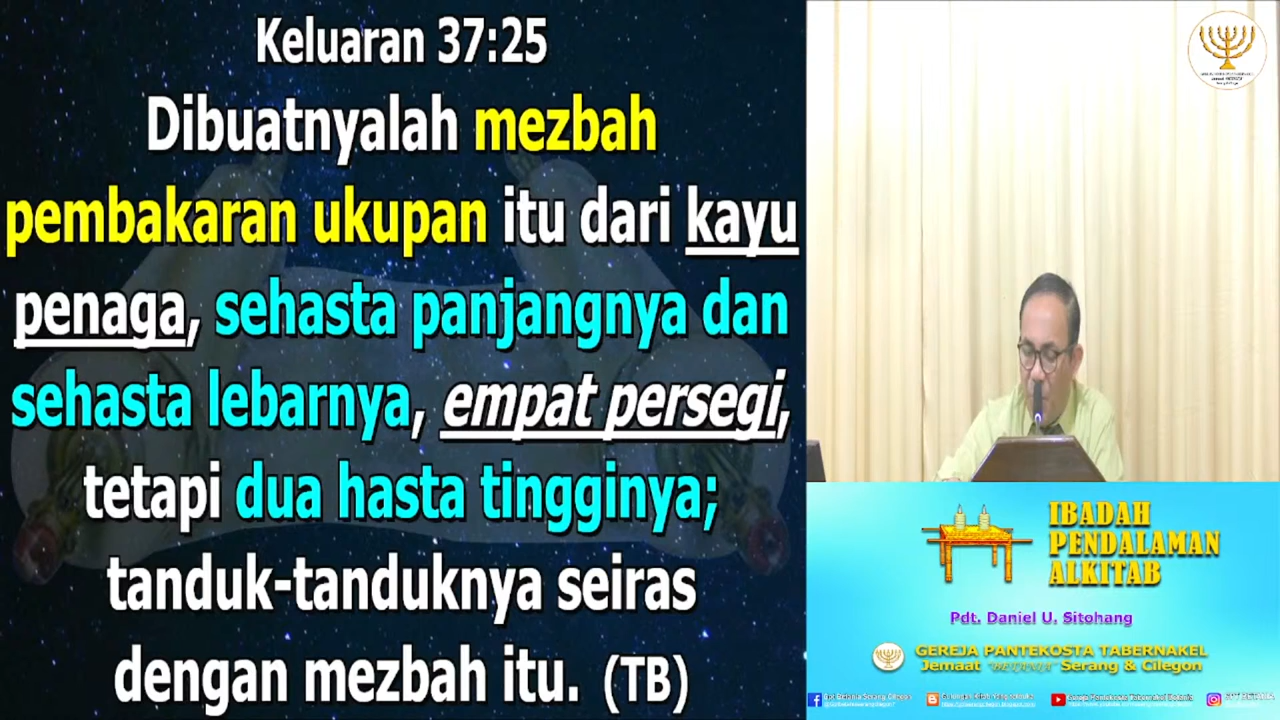 Keluaran 37:25
Dibuatnyalah mezbah
pembakaran ukupan itu dari kayu
penaga, sehasta panjangnya dan
sehasta lebarnya, empat persegi,
tetapi dua hasta tingginya;
tanduk-tanduknya seiras
dengan mezbah itu. (TB)
IBADAH
PENDALAMAN
ALKITAB
Pdt. Daniel U. Sitohang
GEREJA PANTEKOSTA TABERNAKEL
Jemaat "BETANIA" Serang & Cilegon